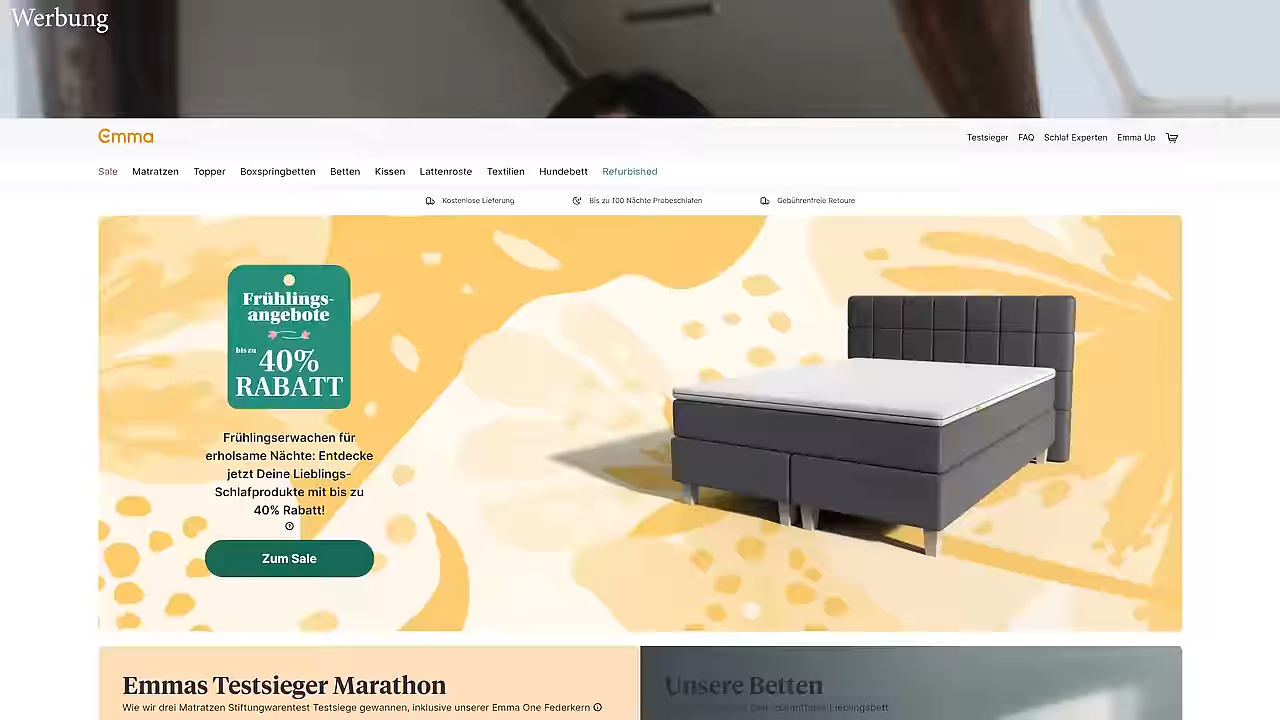 Werbung
Emma
Testsieger FAQ Schlaf Experten Emma Up
Sale Matratzen Topper Boxspringbetten Betten Kissen Lattenroste Textilien Hundebett Refurbished
Kostenlose Lieferung Bis zu 100 Nächte Probeschlafen Gebührenfreie Retoure
Frühlings-
angebote
bis zu
40%
RABATT
Frühlingserwachen für
erholsame Nächte: Entdecke
jetzt Deine Lieblings-
Schlafprodukte mit bis zu
40% Rabatt!
Zum Sale
Emmas Testsieger Marathon
Wie wir drei Matratzen Stiftungwarentest Testsiege gewannen, inklusive unserer Emma One Federkern
Unsere Betten
Lieblingsbett